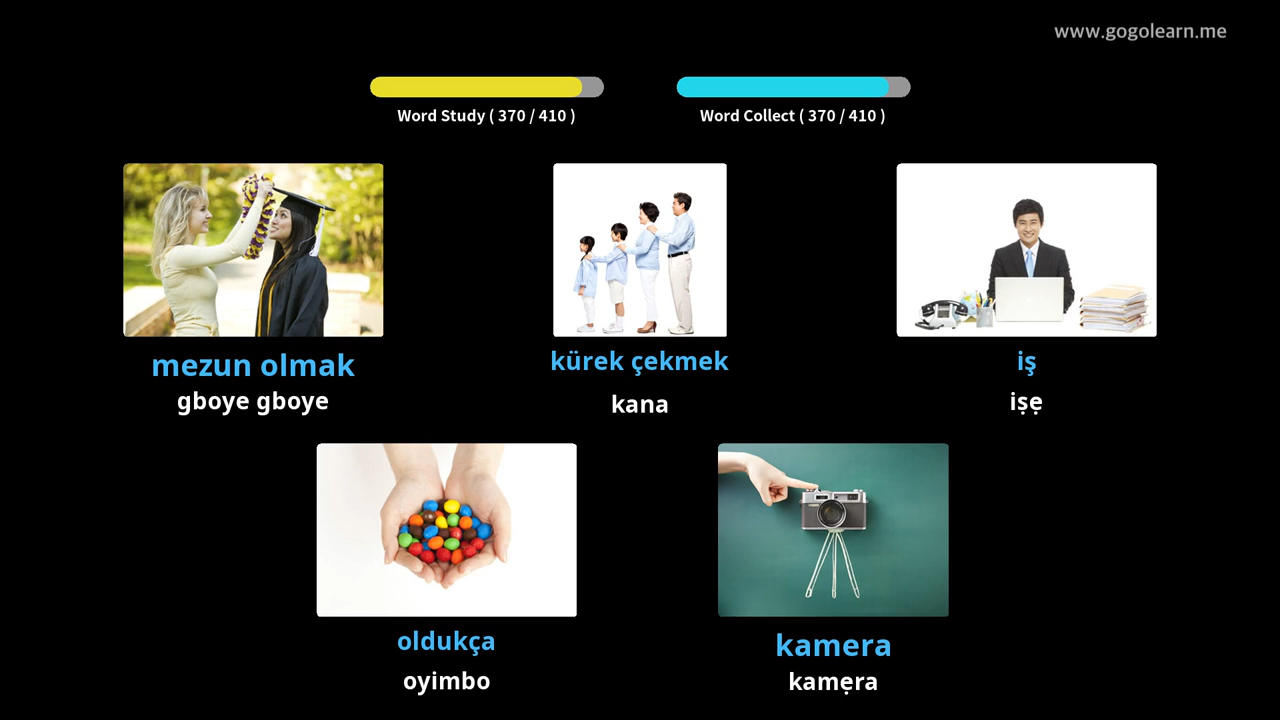 www.gogolearn.me
Word Study ( 370 / 410 )
Word Collect ( 370 / 410 )
mezun olmak
gboye gboye
kürek çekmek
kana
iş
iṣẹ
oldukça
oyimbo
kamera
kamẹra